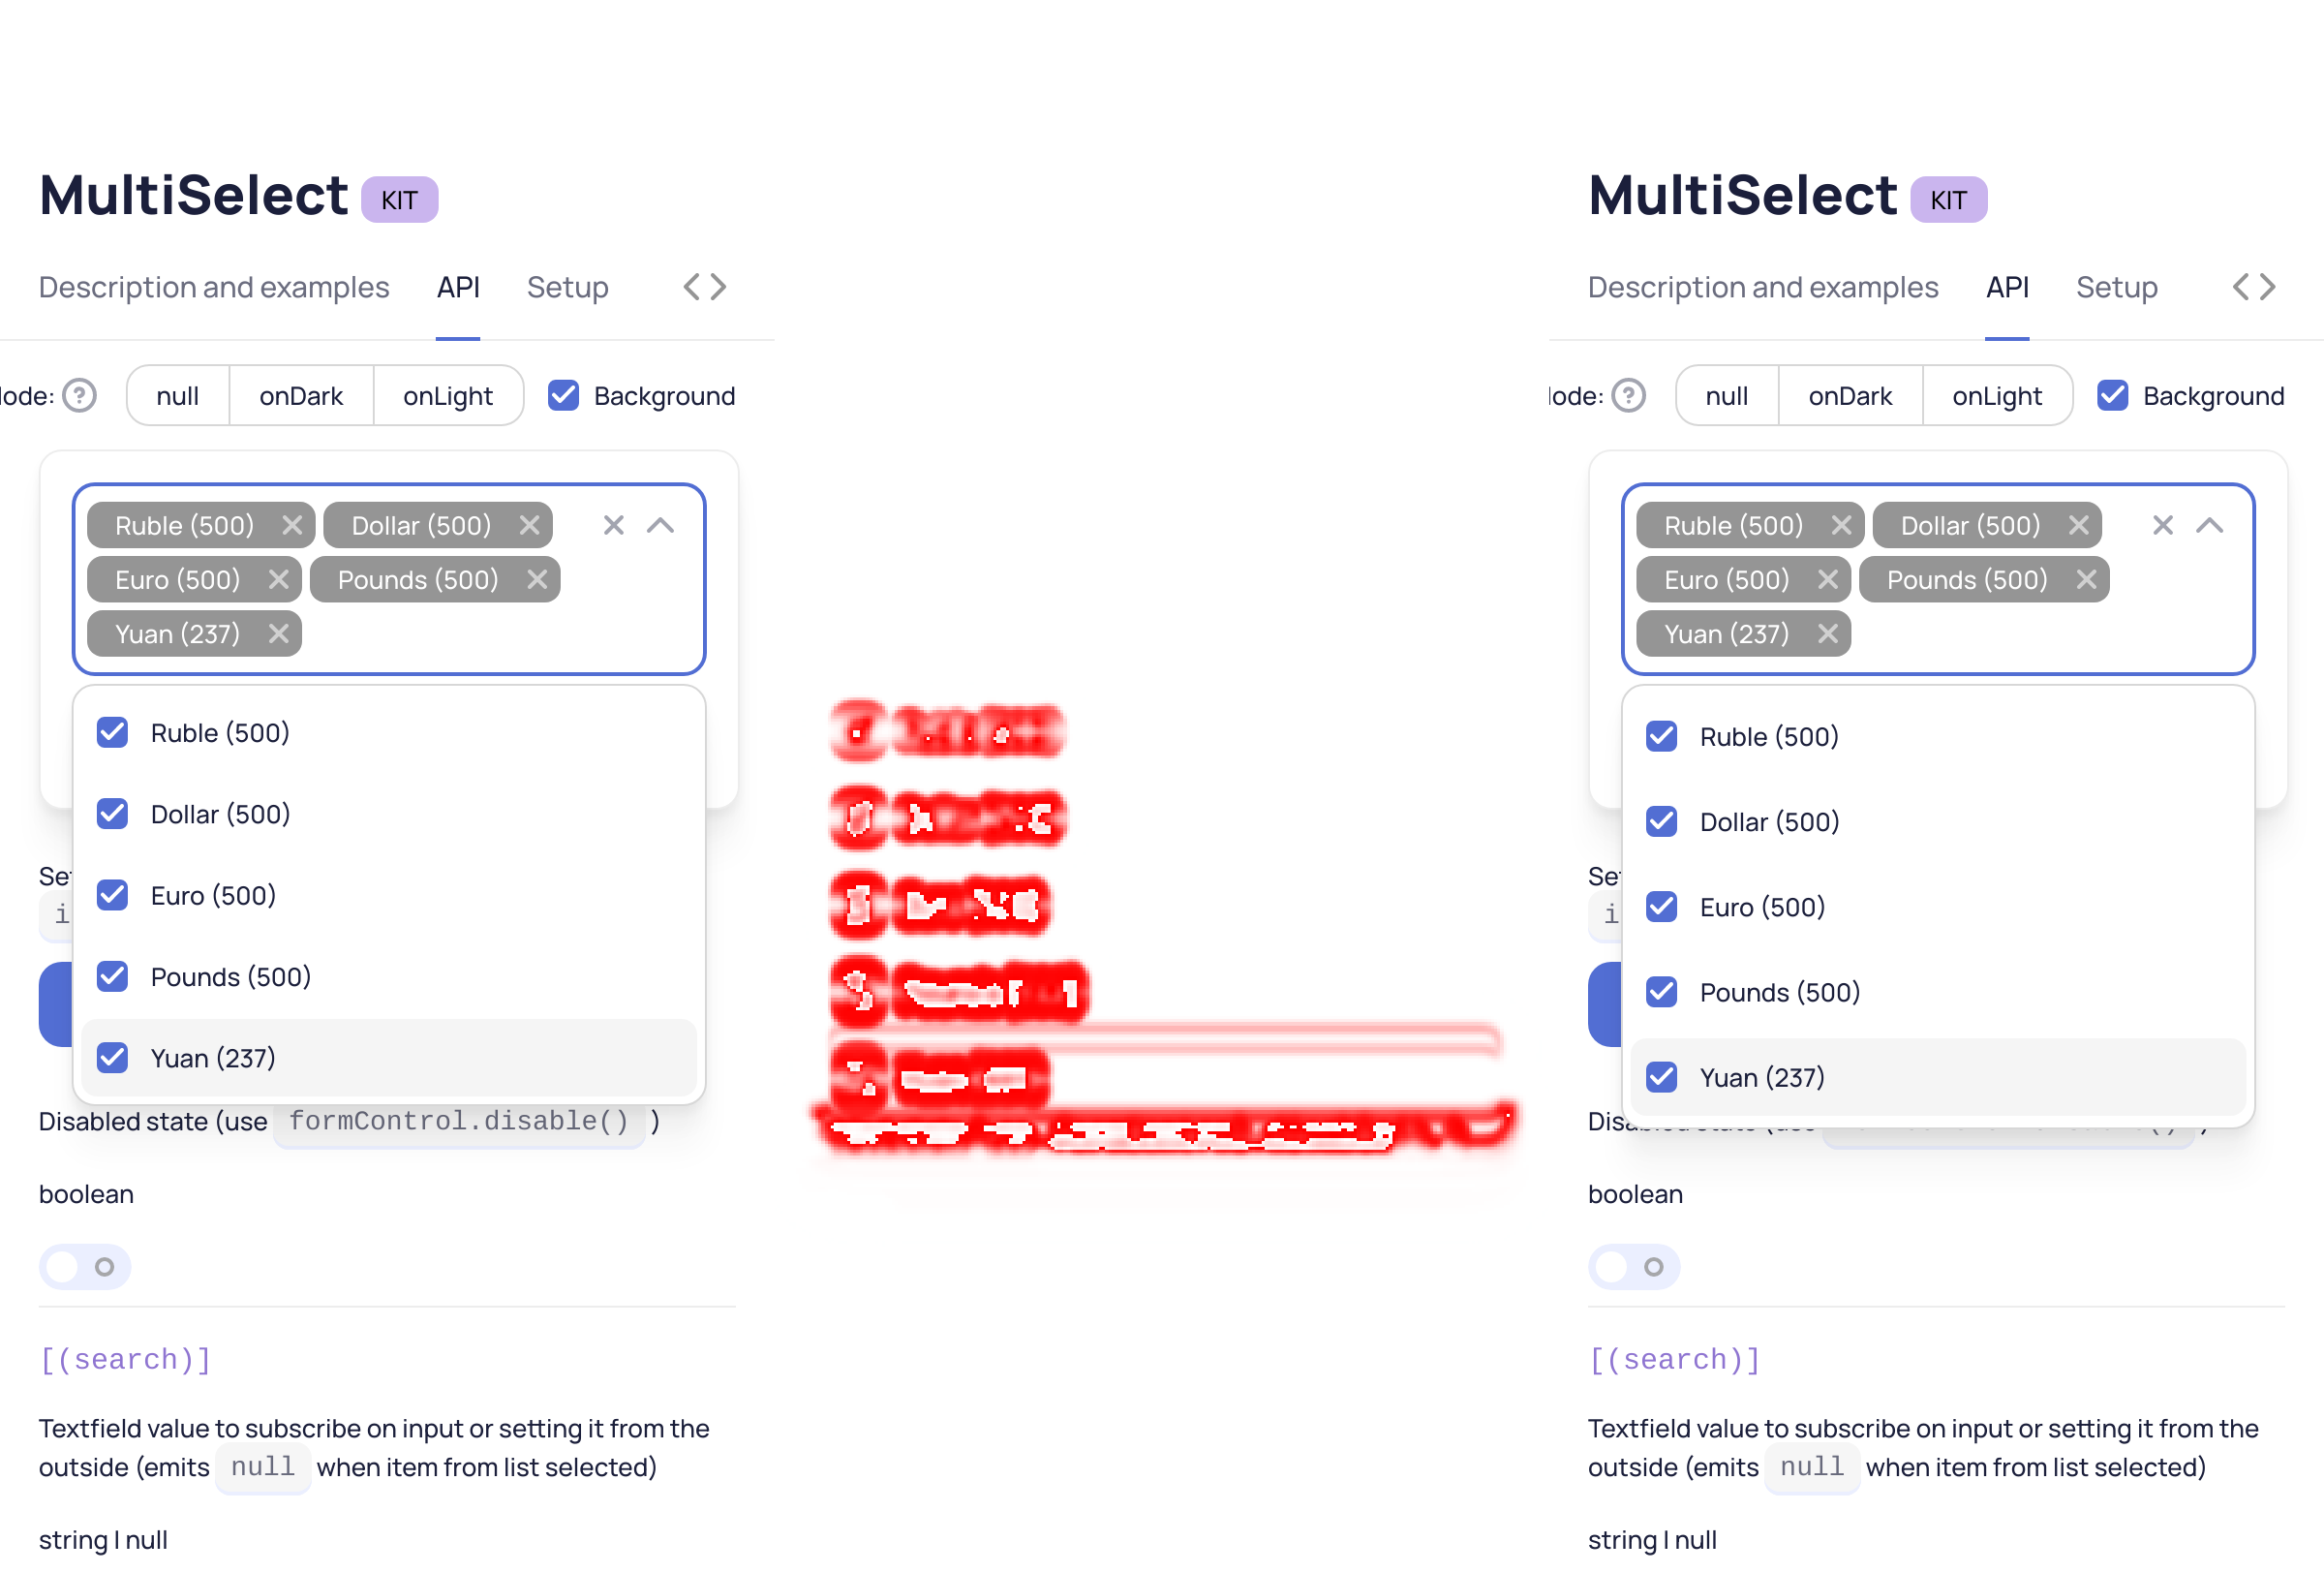 MultiSelect KIT
Description and examples API Setup
lode: ? null onDark onLight Background
Ruble (500) Dollar (500)
Euro (500) Pounds (500)
Yuan (237)
Ruble (500)
Dollar (500)
Euro (500)
Pounds (500)
Yuan (237)
Set
i
Disabled state (use formControl.disable() )
boolean
[(search)]
Textfield value to subscribe on input or setting it from the
outside (emits null when item from list selected)
string | null
MultiSelect KIT
Description and examples API Setup
lode: ? null onDark onLight Background
Ruble (500) Dollar (500)
Euro (500) Pounds (500)
Yuan (237)
Ruble (500)
Dollar (500)
Euro (500)
Pounds (500)
Yuan (237)
Set
i
Disabled state (use
boolean
[(search)]
Textfield value to subscribe on input or setting it from the
outside (emits null when item from list selected)
string | null